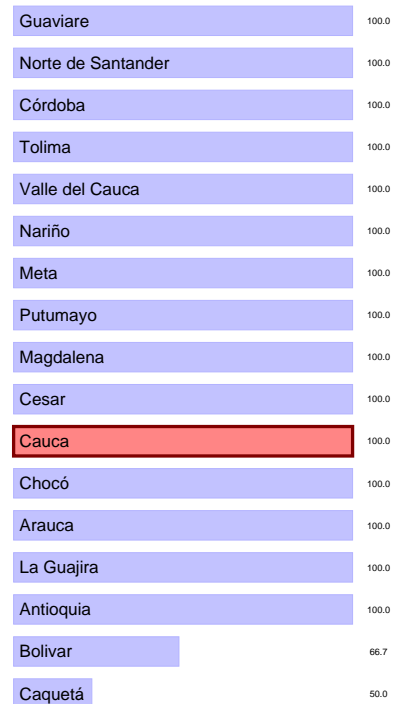 Guaviare 100.0
Norte de Santander 100.0
Córdoba 100.0
Tolima 100.0
Valle del Cauca 100.0
Nariño 100.0
Meta 100.0
Putumayo 100.0
Magdalena 100.0
Cesar 100.0
Cauca 100.0
Chocó 100.0
Arauca 100.0
La Guajira 100.0
Antioquia 100.0
Bolivar 66.7
Caquetá 50.0